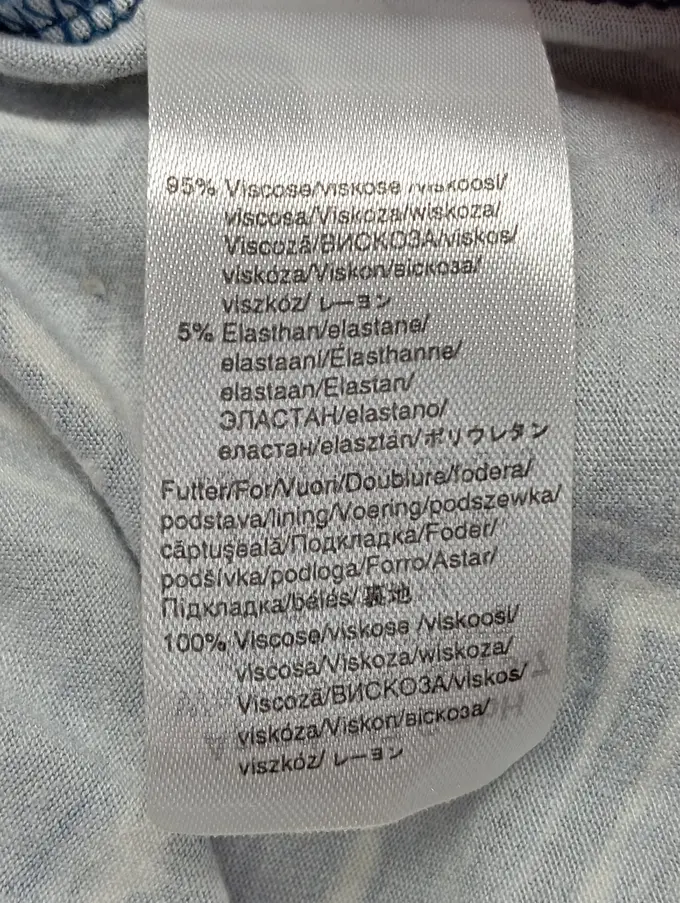 95% Viscose/viskose /viskoosi/
viscosa/Viskoza/wiskoza/
Viscoză/ВИСКОЗА/viskos/
viskóza/Viskon/віскоза/
viszkóz/ レーヨン
5% Elasthan/elastane/
elastaani/Élasthanne/
elastaan/Elastan/
ЭЛАСТАН/elastano/
еластан/elasztán/ポリウレタン
Futter/For/Vuori/Doublure/fodera/
podstava/lining/Voering/podszewka/
căptuşeală/Подкладка/Foder/
podšívka/podloga/Forro/Astar/
Підкладка/bélés/ 裏地
100% Viscose/viskose /viskoosi/
viscosa/Viskoza/wiskoza/
Viscoză/ВИСКОЗА/viskos/
viskóza/Viskon/віскоза/
viszkóz/ レーヨン